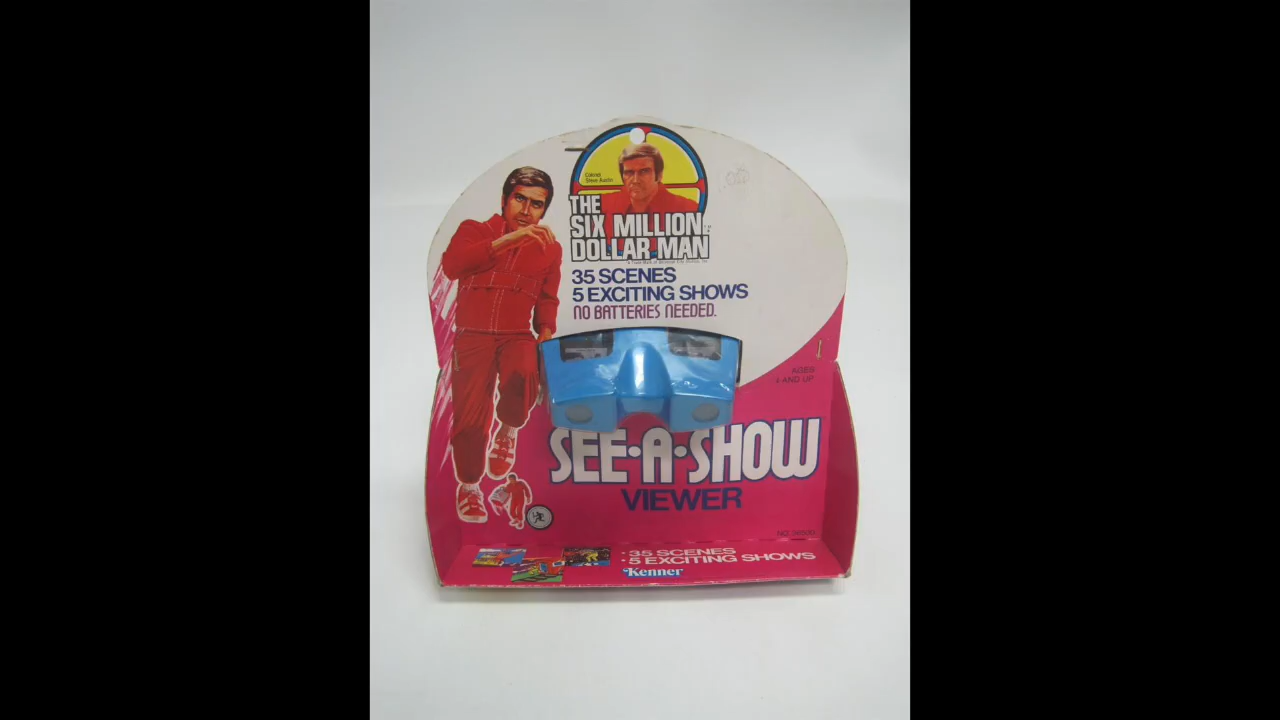 Colonel
Steve Austin
THE
SIX MILLION
DOLLAR MAN
35 SCENES
5 EXCITING SHOWS
NO BATTERIES NEEDED.
AGES
4 AND UP
SEE•A•SHOW
VIEWER
• 35 SCENES
• 5 EXCITING SHOWS
Kenner